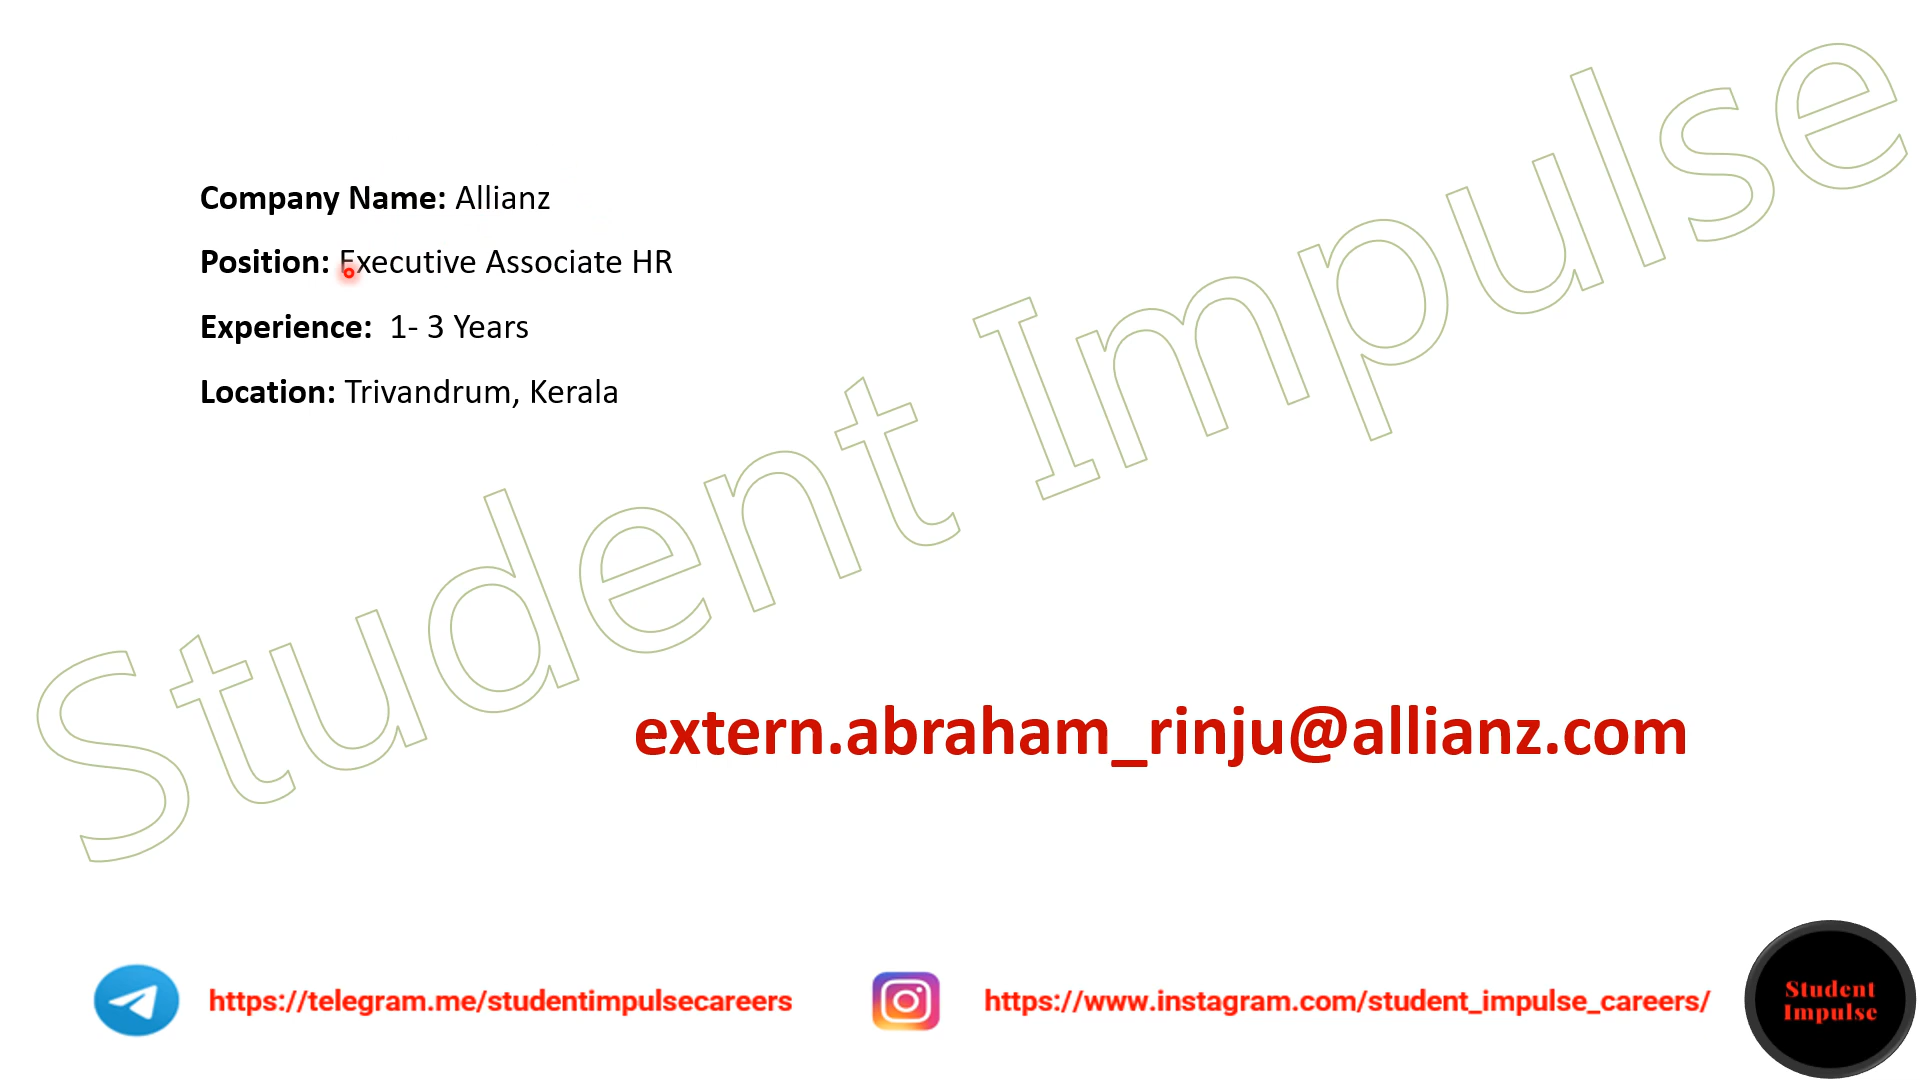 Company Name: Allianz
Position: Executive Associate HR
Experience: 1- 3 Years
Location: Trivandrum, Kerala
Student Impulse
extern.abraham_rinju@allianz.com
https://telegram.me/studentimpulsecareers
https://www.instagram.com/student_impulse_careers/
Student
Impulse